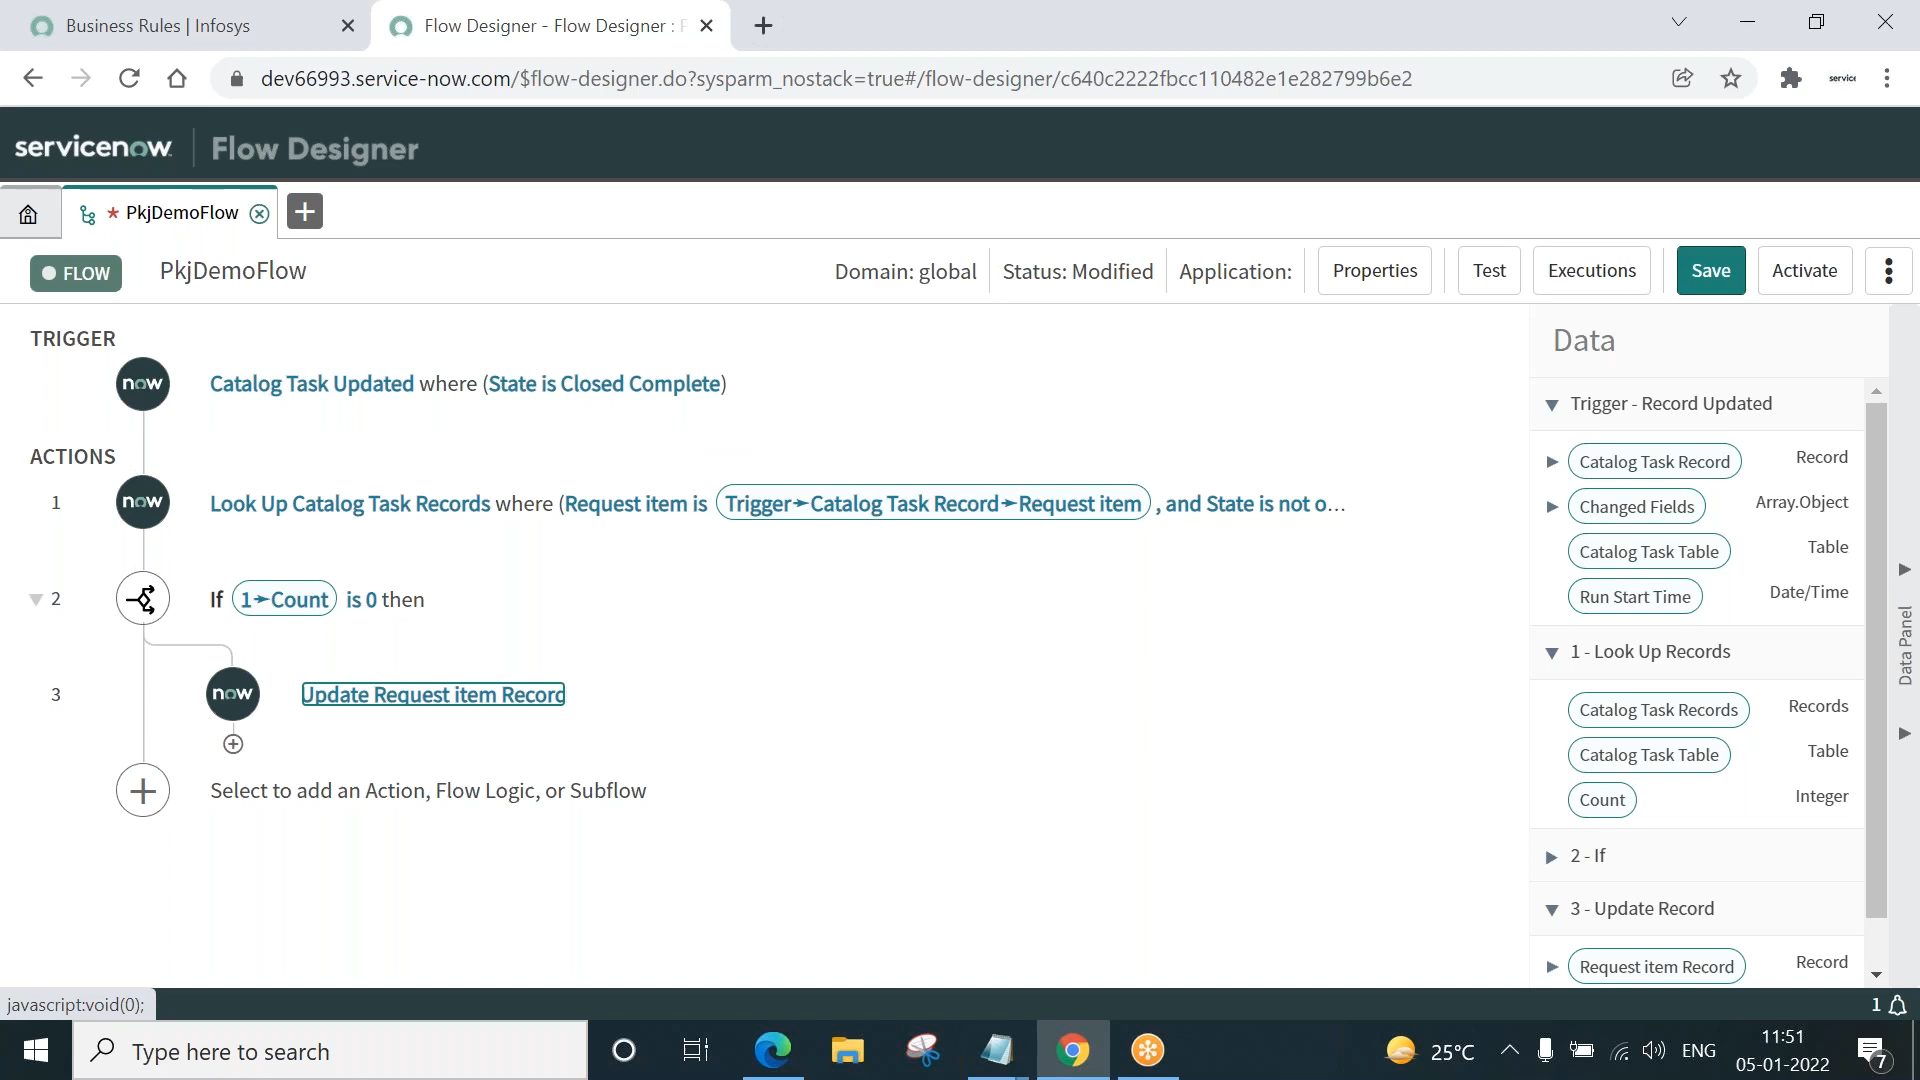 Business Rules | Infosys
Flow Designer - Flow Designer :
dev66993.service-now.com/$flow-designer.do?sysparm_nostack=true#/flow-designer/c640c2222fbcc110482e1e282799b6e2
servicenow Flow Designer
* PkjDemoFlow
FLOW PkjDemoFlow Domain: global Status: Modified Application: Properties Test Executions Save Activate
TRIGGER
now Catalog Task Updated where (State is Closed Complete)
ACTIONS
1 now Look Up Catalog Task Records where (Request item is Trigger➛Catalog Task Record➛Request item , and State is not o...
2 If 1➛Count is 0 then
3 now Update Request item Record
Select to add an Action, Flow Logic, or Subflow
Data
Trigger - Record Updated
Catalog Task Record Record
Changed Fields Array.Object
Catalog Task Table Table
Run Start Time Date/Time
1 - Look Up Records
Catalog Task Records Records
Catalog Task Table Table
Count Integer
2 - If
3 - Update Record
Request item Record Record
Data Panel
javascript:void(0);
1
Type here to search
25°C
ENG
11:51
05-01-2022
7